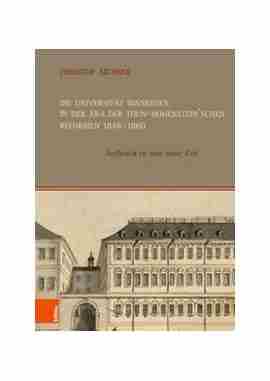 CHRISTOF AICHNER
DIE UNIVERSITÄT INNSBRUCK
IN DER ÄRA DER THUN-HOHENSTEIN'SCHEN
REFORMEN 1848–1860
Aufbruch in eine neue Zeit